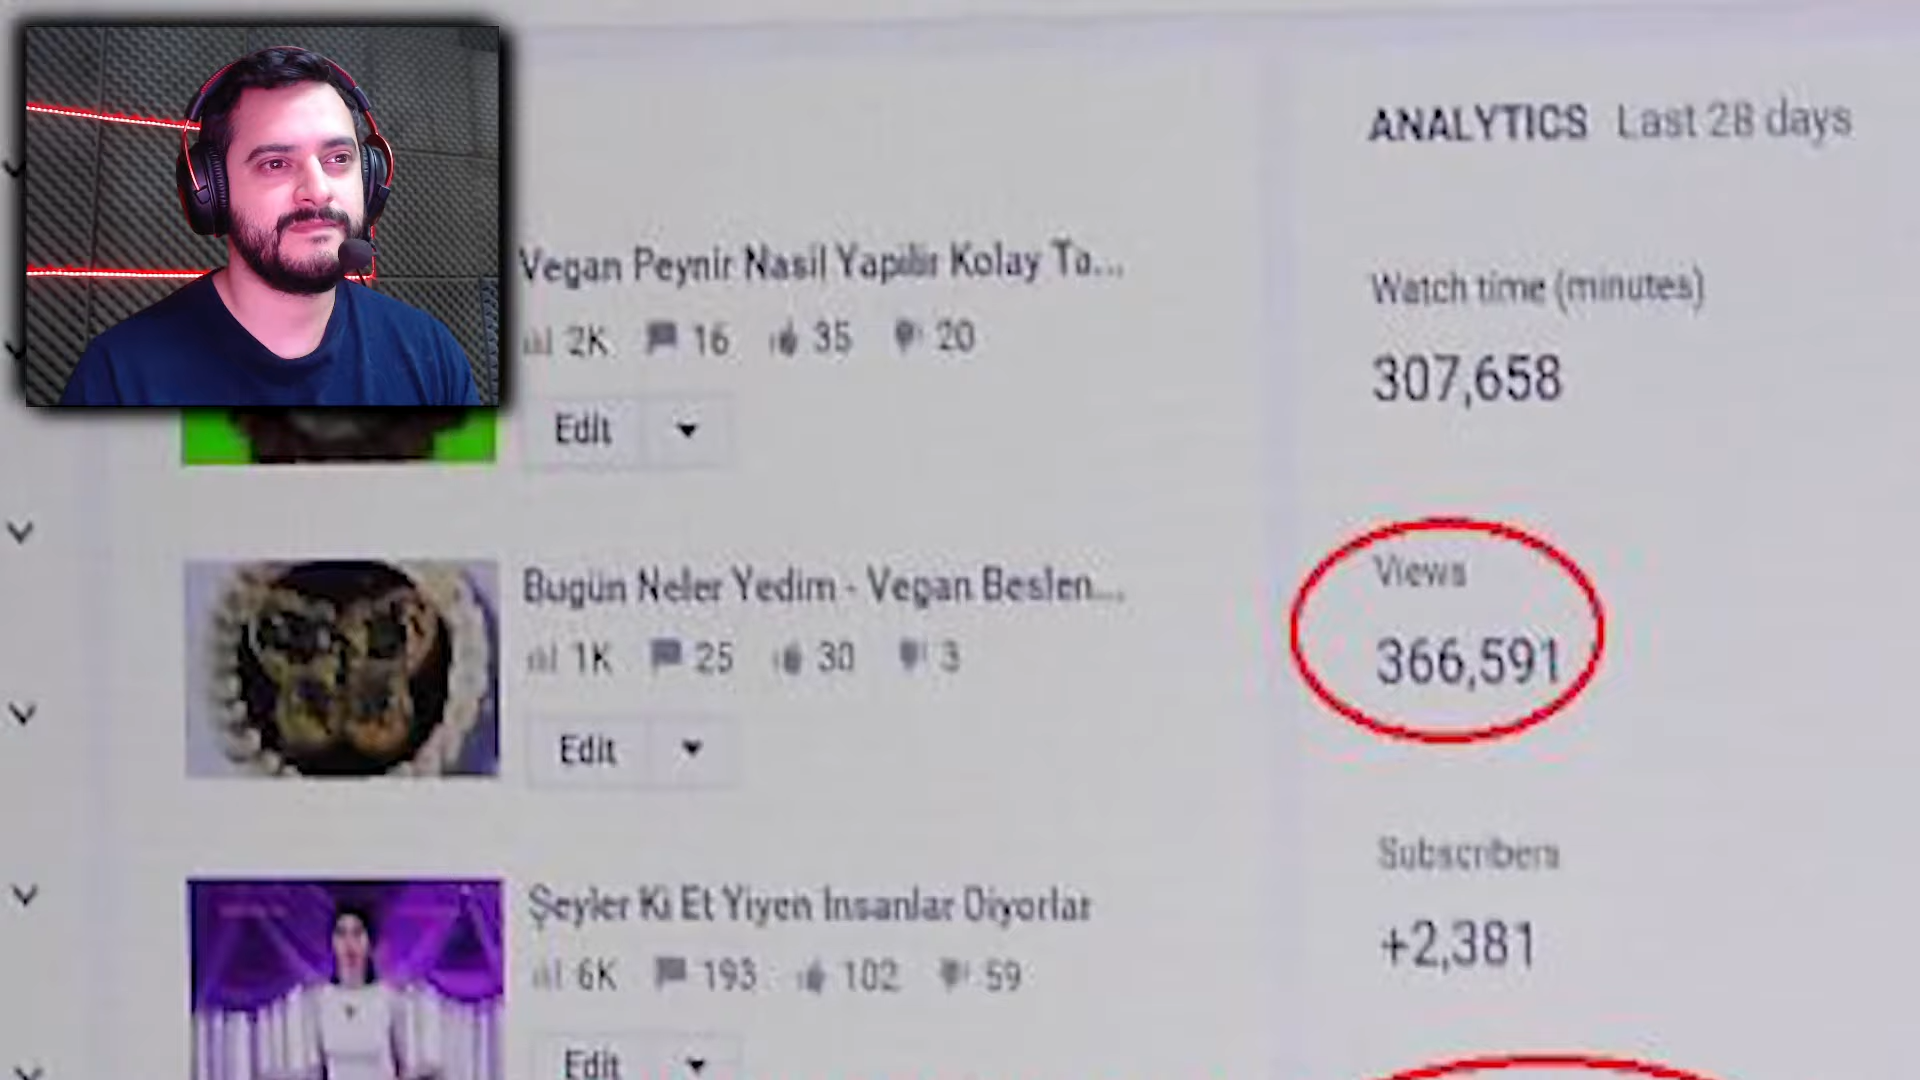 ANALYTICS Last 28 days
Vegan Peynir Nasil Yapilir Kolay Ta...
2K 16 35 20
Edit
Watch time (minutes)
307,658
Bugün Neler Yedim - Vegan Beslen...
1K 25 30 3
Edit
Views
366,591
Şeyler Ki Et Yiyen Insanlar Diyorlar
6K 193 102 59
Edit
Subscribers
+2,381